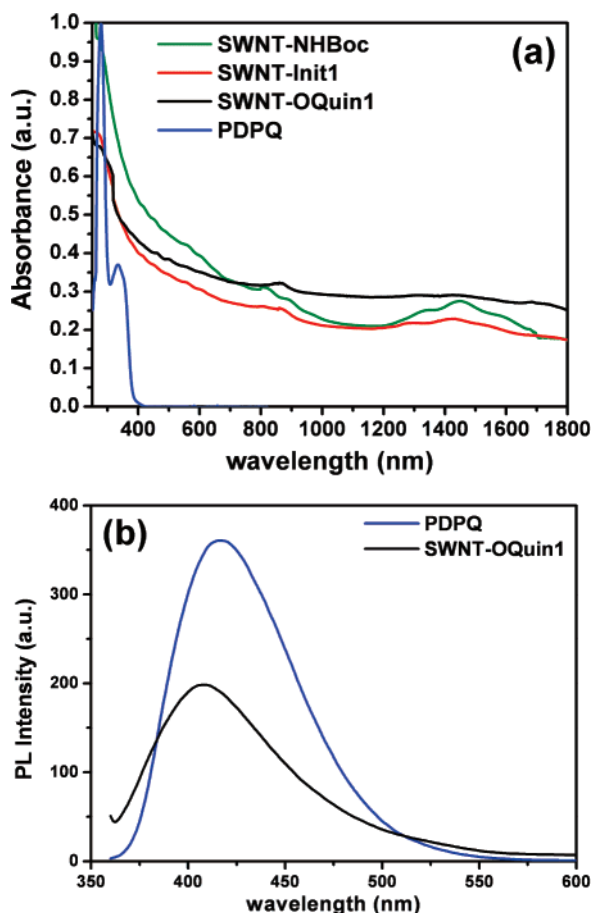 (a)
SWNT-NHBoc
SWNT-Init1
SWNT-OQuin1
PDPQ
Absorbance (a.u.)
1.0
0.9
0.8
0.7
0.6
0.5
0.4
0.3
0.2
0.1
0.0
400 600 800 1000 1200 1400 1600 1800
wavelength (nm)
(b)
PDPQ
SWNT-OQuin1
PL Intensity (a.u.)
400
300
200
100
0
350 400 450 500 550 600
wavelength (nm)